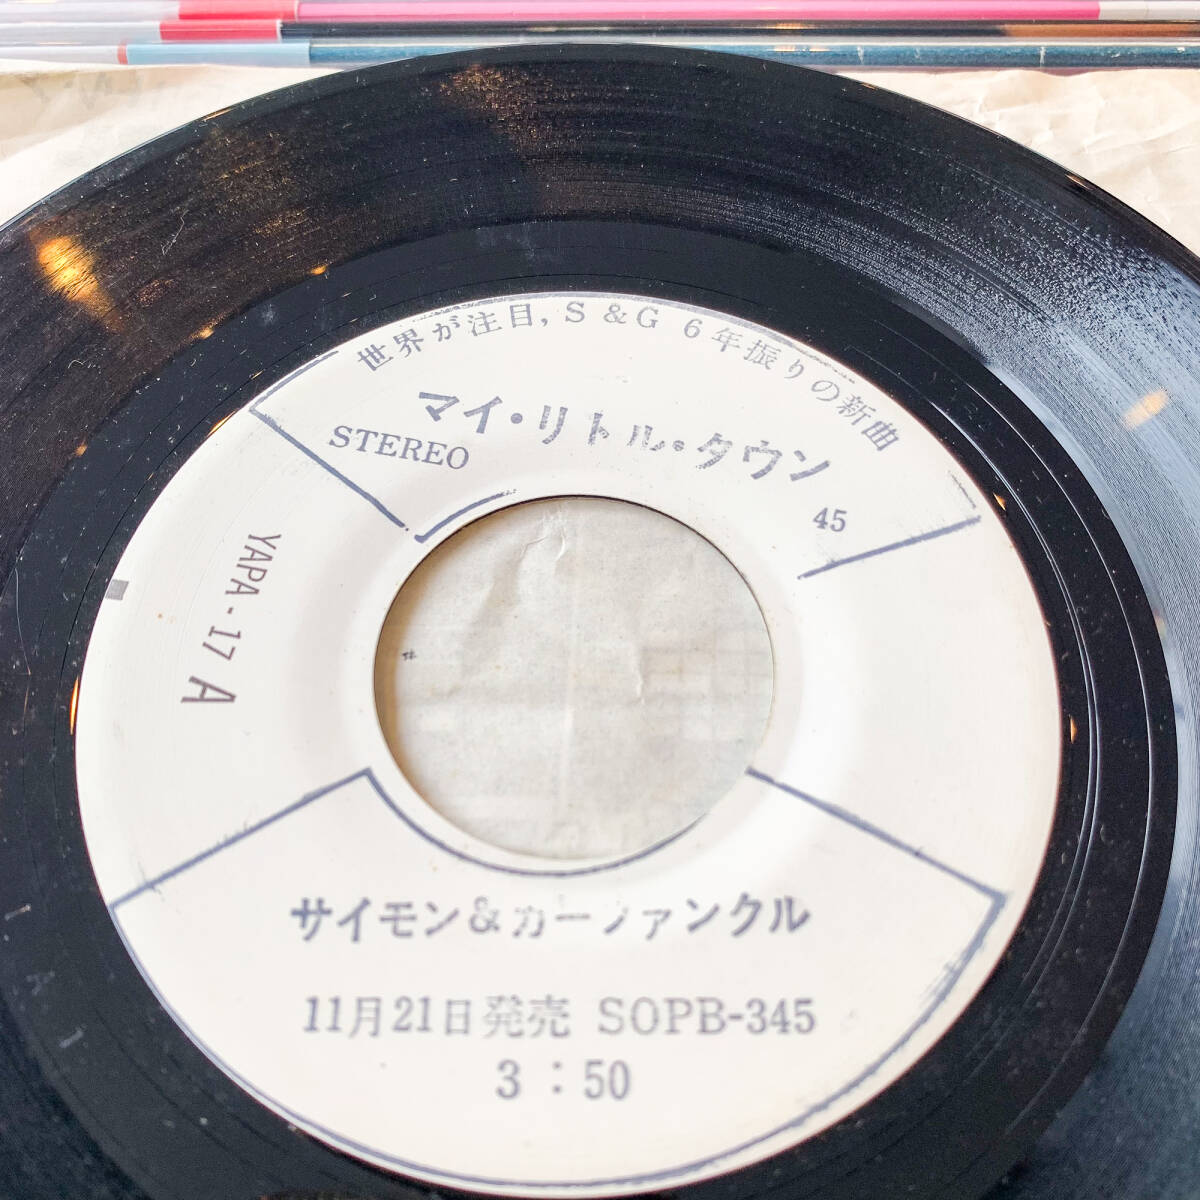 世界が注目,S&G 6年振りの新曲
マイ・リトル・タウン
STEREO
45
YAPA-17 A
サイモン&ガーファンクル
11月21日発売 SOPB-345
3:50